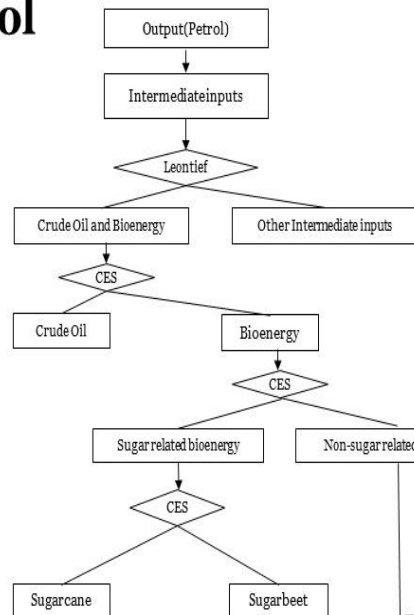 ol
Output(Petrol)
Intermediateinputs
Leontief
Crude Oil and Bioenergy
Other Intermediate inputs
CES
Crude Oil
Bioenergy
CES
Sugar related bioenergy
Non-sugar related
CES
Sugarcane
Sugarbeet